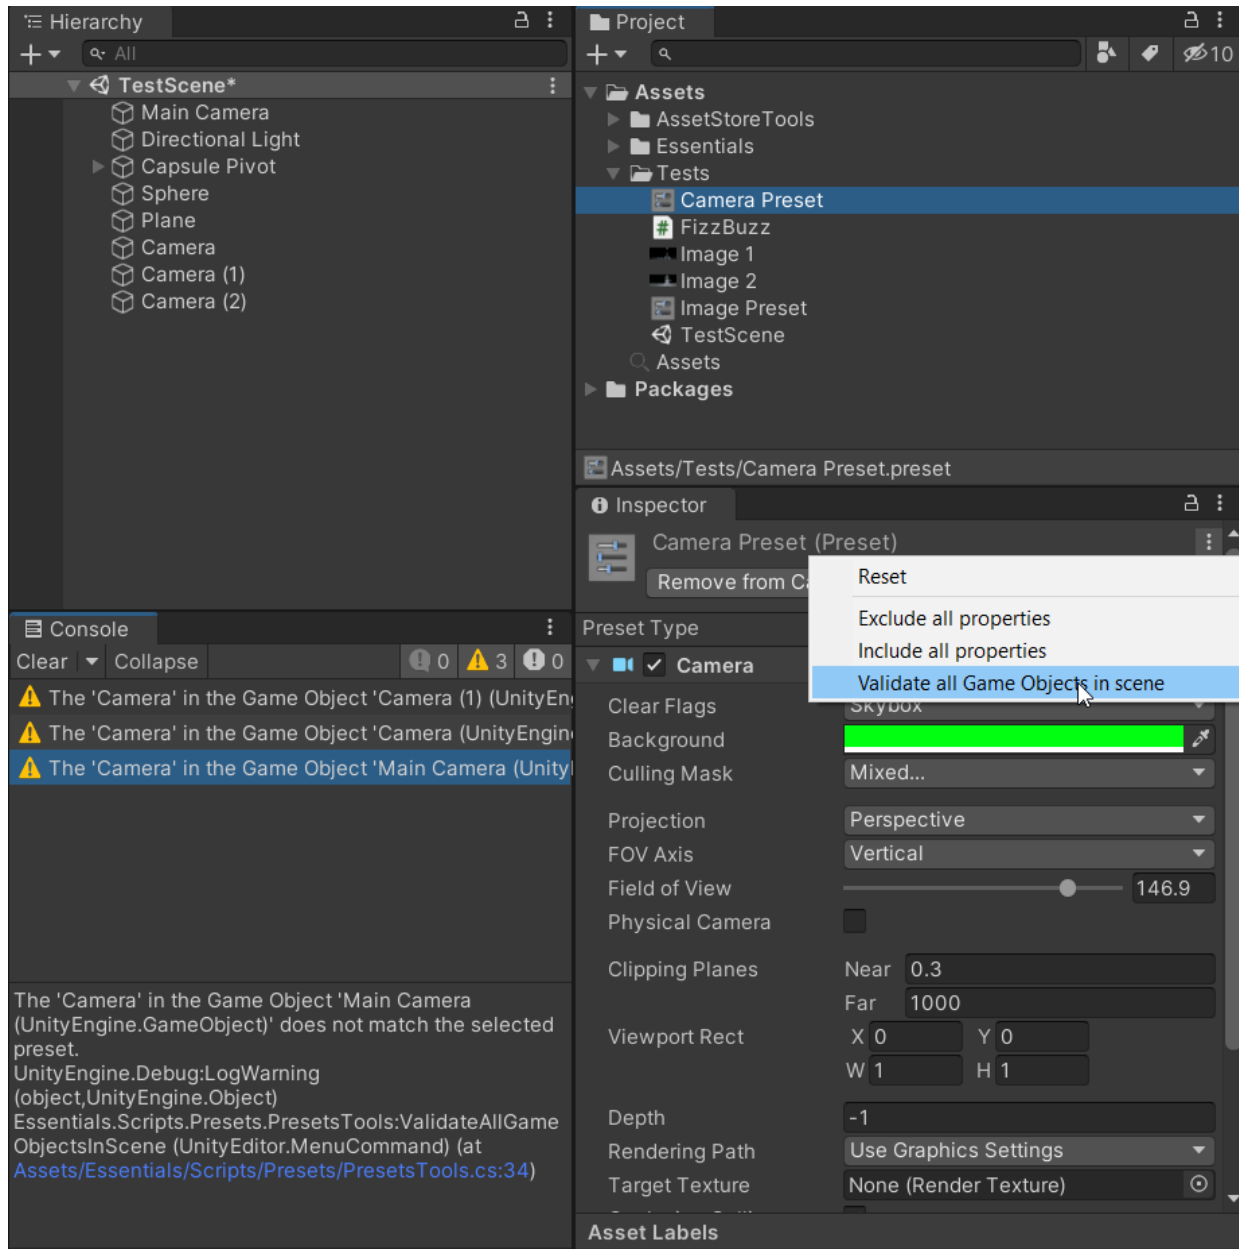 Hierarchy
All
TestScene*
Main Camera
Directional Light
Capsule Pivot
Sphere
Plane
Camera
Camera (1)
Camera (2)
Project
10
Assets
AssetStoreTools
Essentials
Tests
Camera Preset
FizzBuzz
Image 1
Image 2
Image Preset
TestScene
Assets
Packages
Assets/Tests/Camera Preset.preset
Console
Clear Collapse 0 3 0
The 'Camera' in the Game Object 'Camera (1) (UnityEn
The 'Camera' in the Game Object 'Camera (UnityEngin
The 'Camera' in the Game Object 'Main Camera (Unity
The 'Camera' in the Game Object 'Main Camera
(UnityEngine.GameObject)' does not match the selected
preset.
UnityEngine.Debug:LogWarning
(object,UnityEngine.Object)
Essentials.Scripts.Presets.PresetsTools:ValidateAllGame
ObjectsInScene (UnityEditor.MenuCommand) (at
Assets/Essentials/Scripts/Presets/PresetsTools.cs:34)
Inspector
Camera Preset (Preset)
Remove from Ca
Reset
Exclude all properties
Include all properties
Validate all Game Objects in scene
Preset Type
Camera
Clear Flags Skybox
Background
Culling Mask Mixed...
Projection Perspective
FOV Axis Vertical
Field of View 146.9
Physical Camera
Clipping Planes Near 0.3
Far 1000
Viewport Rect X 0 Y 0
W 1 H 1
Depth -1
Rendering Path Use Graphics Settings
Target Texture None (Render Texture)
Asset Labels